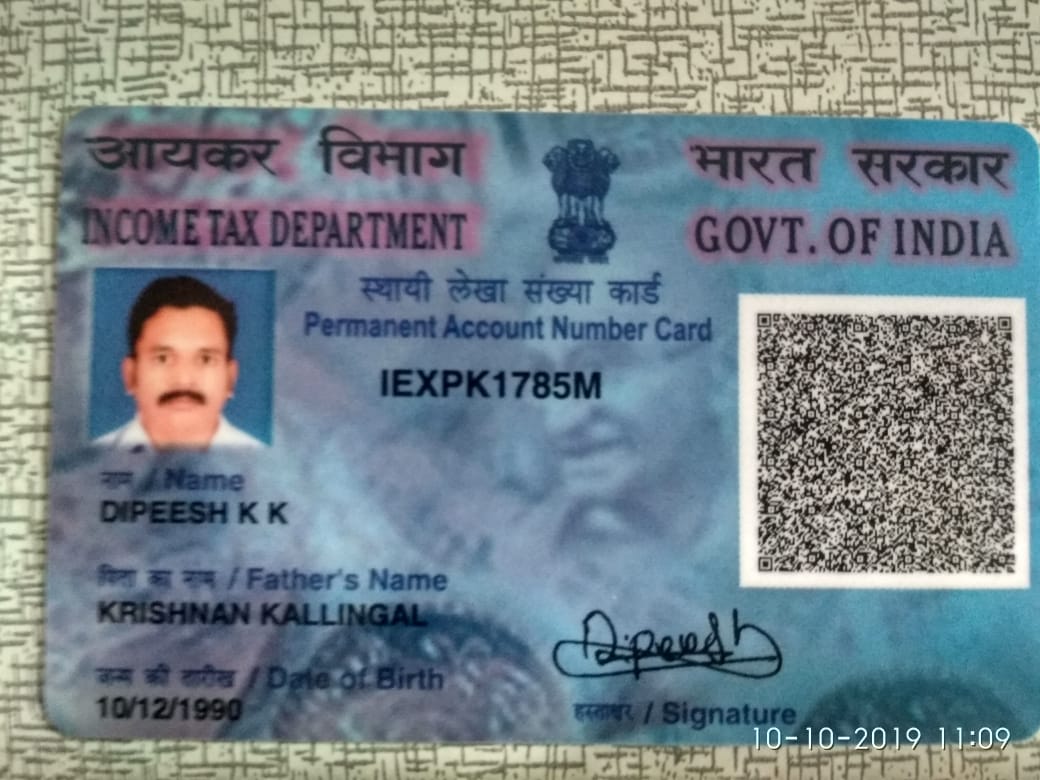 आयकर विभाग
INCOME TAX DEPARTMENT
भारत सरकार
GOVT. OF INDIA
स्थायी लेखा संख्या कार्ड
Permanent Account Number Card
IEXPK1785M
नाम / Name
DIPEESH K K
पिता का नाम / Father's Name
KRISHNAN KALLINGAL
जन्म की तारीख / Date of Birth
10/12/1990
Dipeesh
हस्ताक्षर / Signature
10-10-2019 11:09